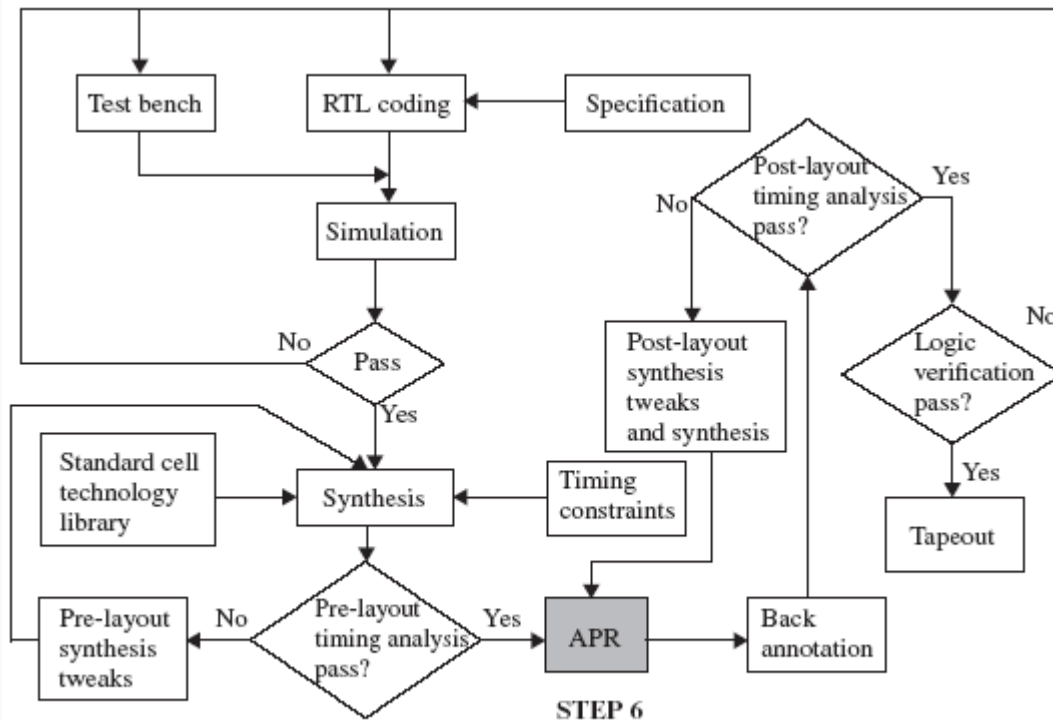 Test bench
RTL coding
Specification
Simulation
Post-layout
timing analysis
pass?
No
Yes
No
Pass
Yes
Post-layout
synthesis
tweaks
and synthesis
No
Logic
verification
pass?
Yes
Tapeout
Standard cell
technology
library
Synthesis
Timing
constraints
Pre-layout
synthesis
tweaks
No
Pre-layout
timing analysis
pass?
Yes
APR
Back
annotation
STEP 6